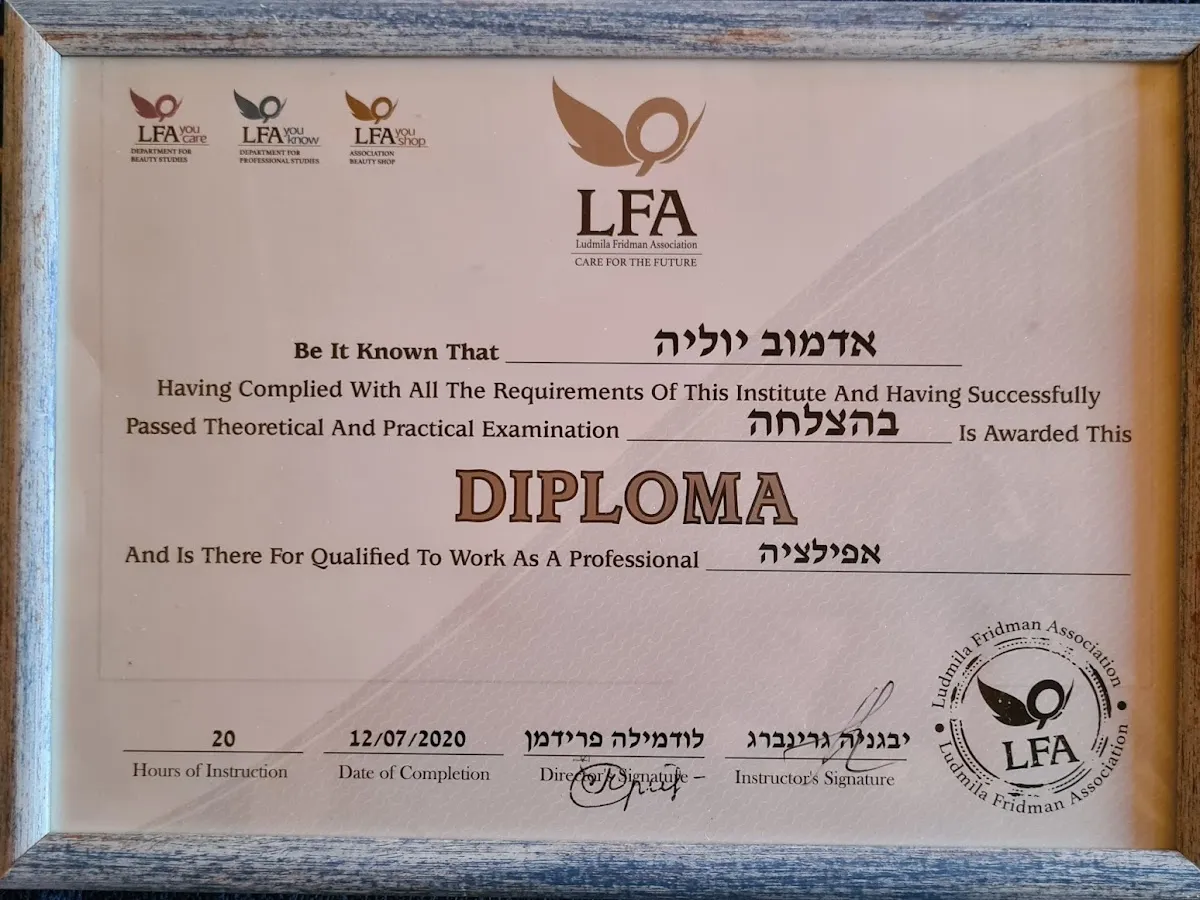 LFA you care
DEPARTMENT FOR
BEAUTY STUDIES
LFA you know
DEPARTMENT FOR
PROFESSIONAL STUDIES
LFA you shop
ASSOCIATION
BEAUTY SHOP
LFA
Ludmila Fridman Association
CARE FOR THE FUTURE
Be It Known That אדמוב יוליה
Having Complied With All The Requirements Of This Institute And Having Successfully
Passed Theoretical And Practical Examination בהצלחה Is Awarded This
DIPLOMA
And Is There For Qualified To Work As A Professional אפילציה
20 12/07/2020 לודמילה פרידמן יבגניה גרינברג
Hours of Instruction Date of Completion Director's Signature Instructor's Signature
Ludmila Fridman Association
LFA
Ludmila Fridman Association